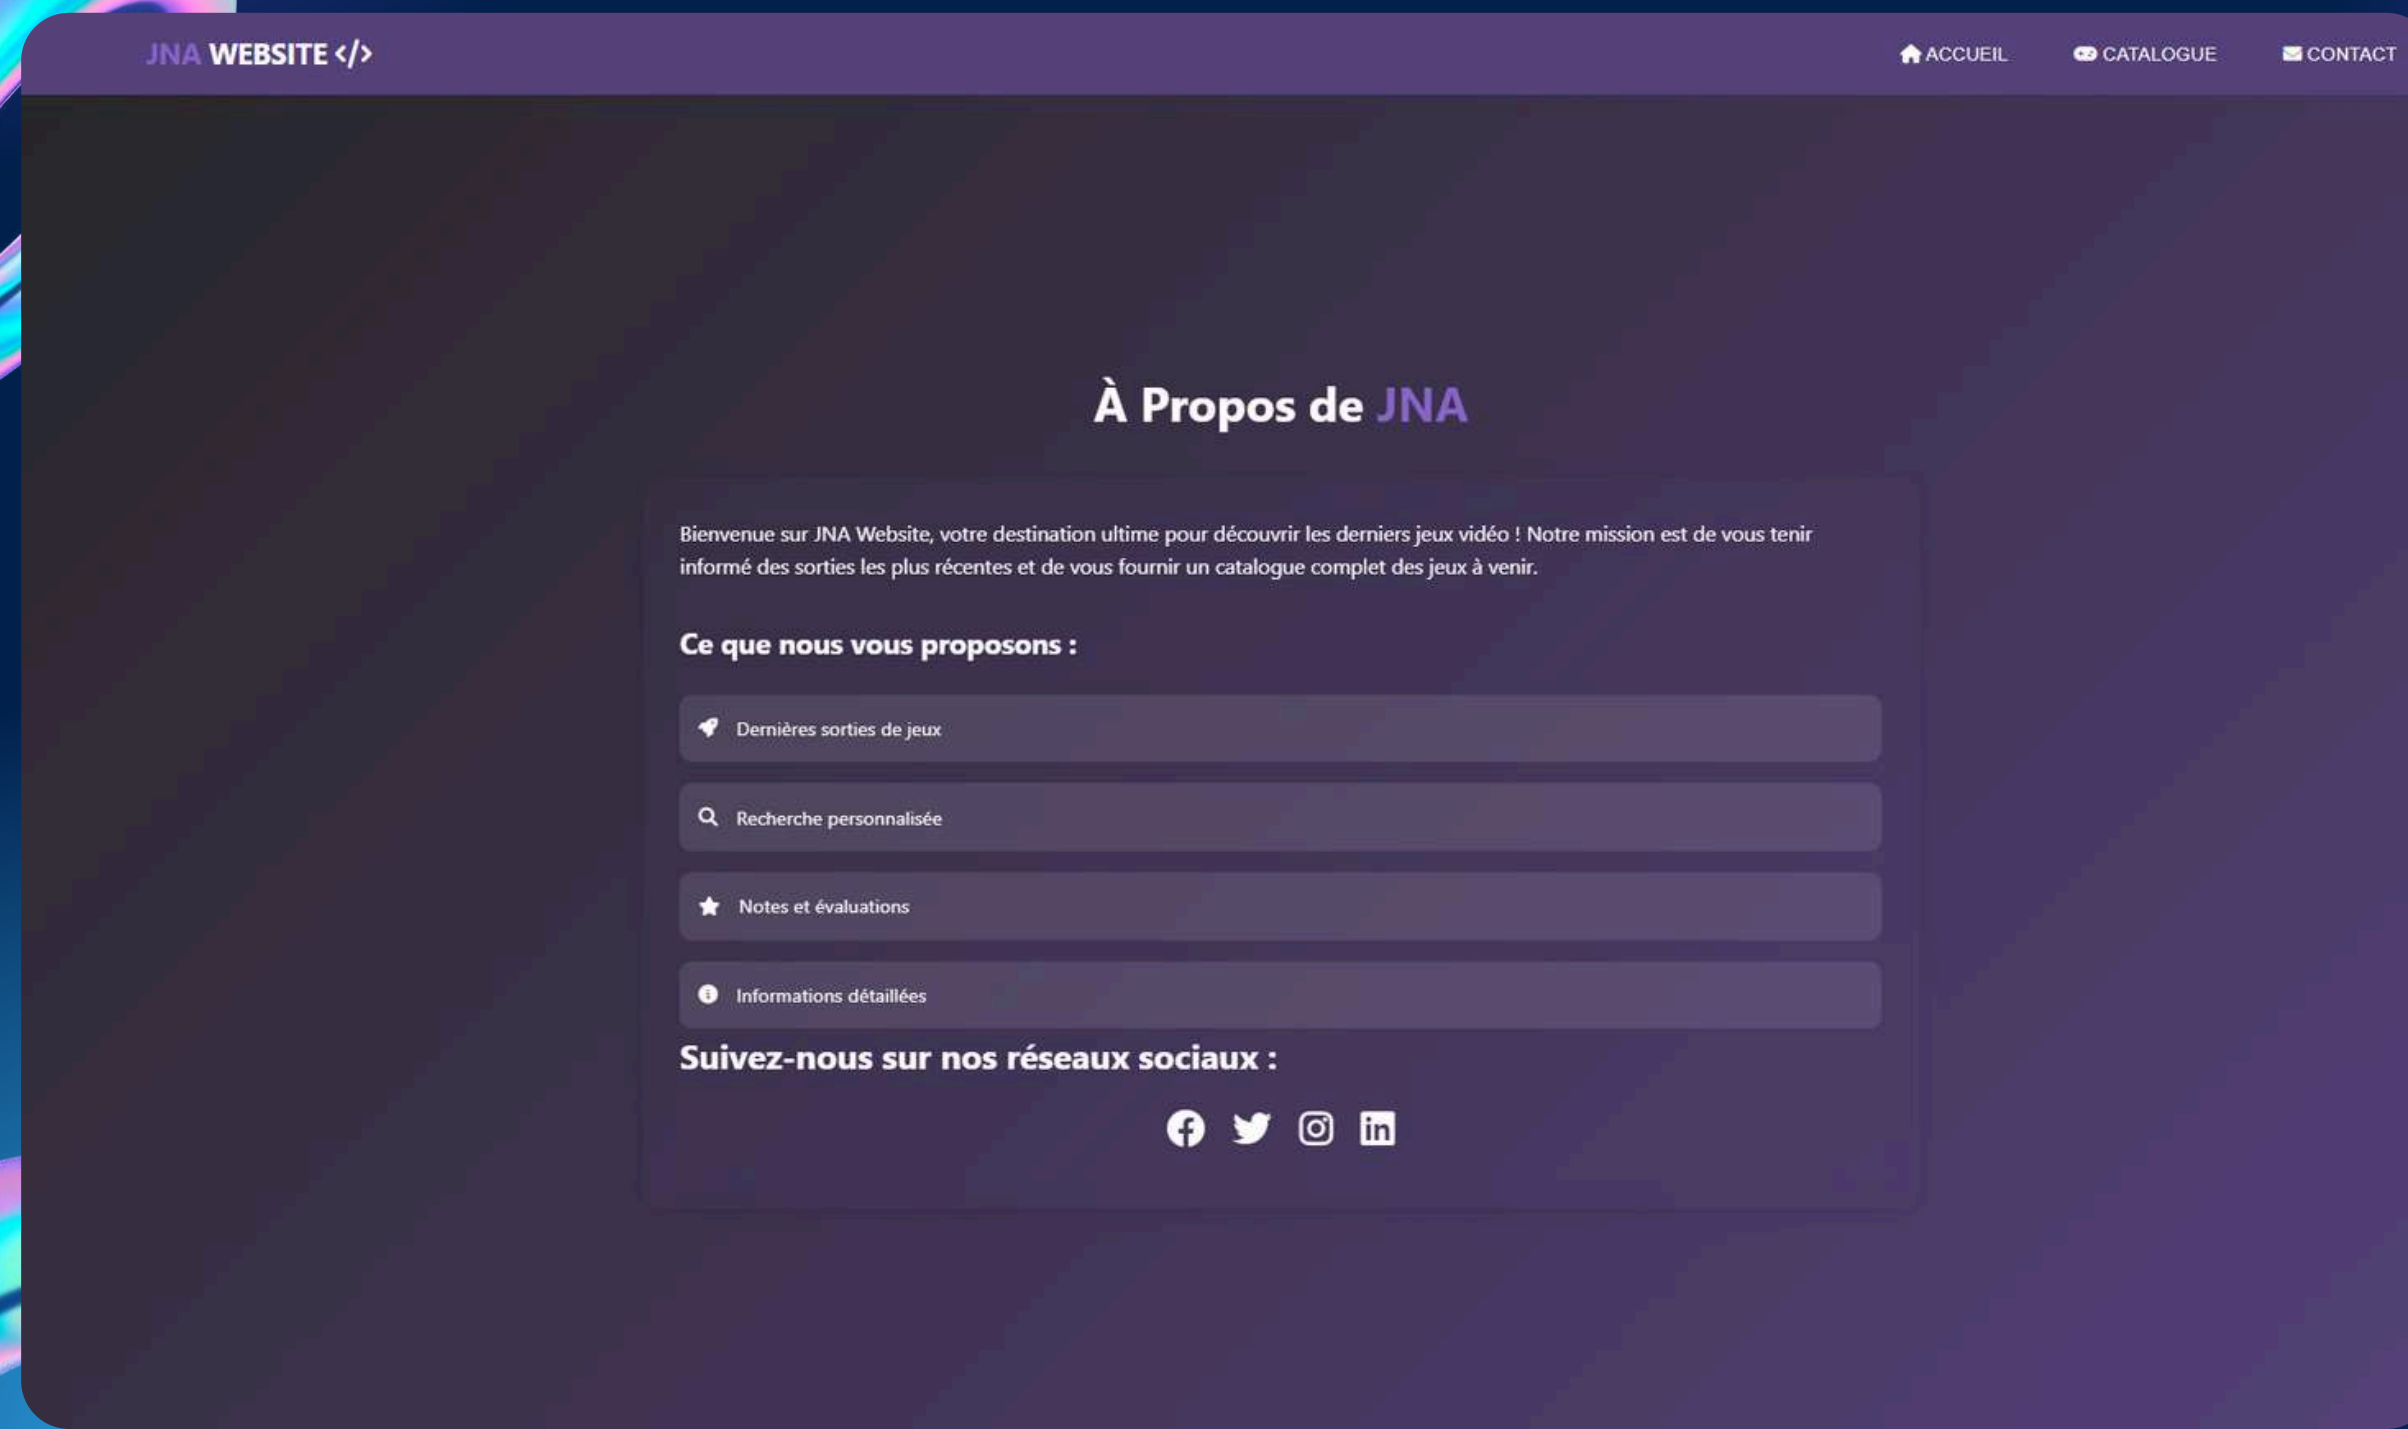 JNA WEBSITE </>
ACCUEIL
CATALOGUE
CONTACT
À Propos de JNA
Bienvenue sur JNA Website, votre destination ultime pour découvrir les derniers jeux vidéo ! Notre mission est de vous tenir
informé des sorties les plus récentes et de vous fournir un catalogue complet des jeux à venir.
Ce que nous vous proposons :
Dernières sorties de jeux
Recherche personnalisée
Notes et évaluations
Informations détaillées
Suivez-nous sur nos réseaux sociaux :